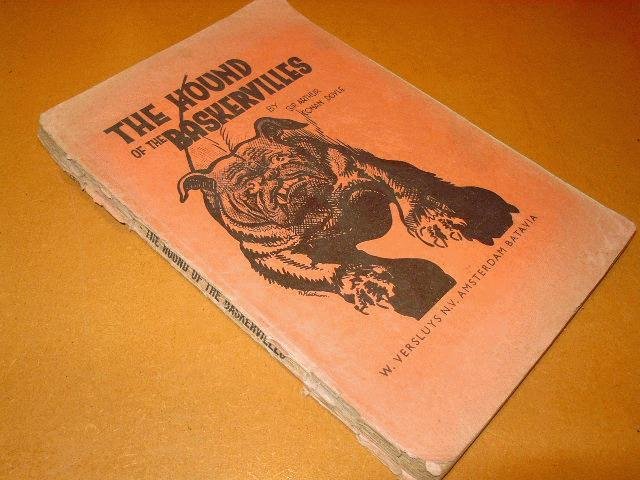 THE HOUND
OF THE BASKERVILLES
BY SIR ARTHUR
CONAN DOYLE
W. VERSLUYS N.V. AMSTERDAM BATAVIA
THE HOUND OF THE BASKERVILLES